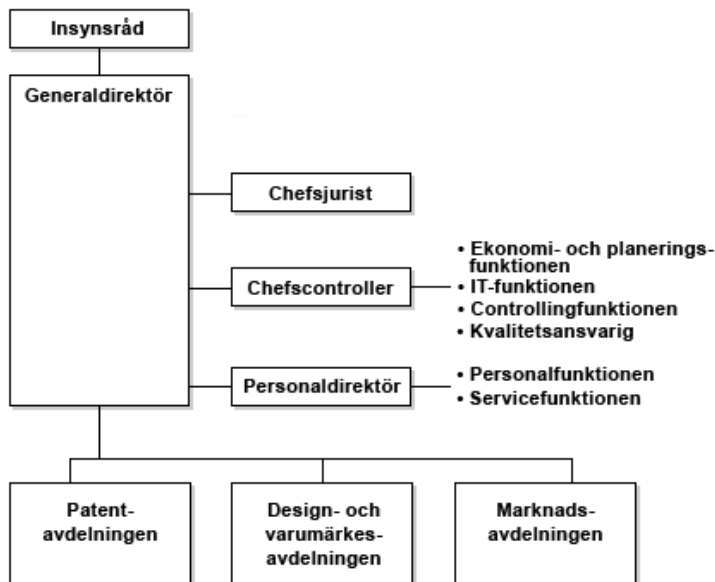 Insynsråd
Generaldirektör
Chefsjurist
Chefscontroller
• Ekonomi- och planerings-
funktionen
• IT-funktionen
• Controllingfunktionen
• Kvalitetsansvarig
Personaldirektör
• Personalfunktionen
• Servicefunktionen
Patent-
avdelningen
Design- och
varumärkes-
avdelningen
Marknads-
avdelningen